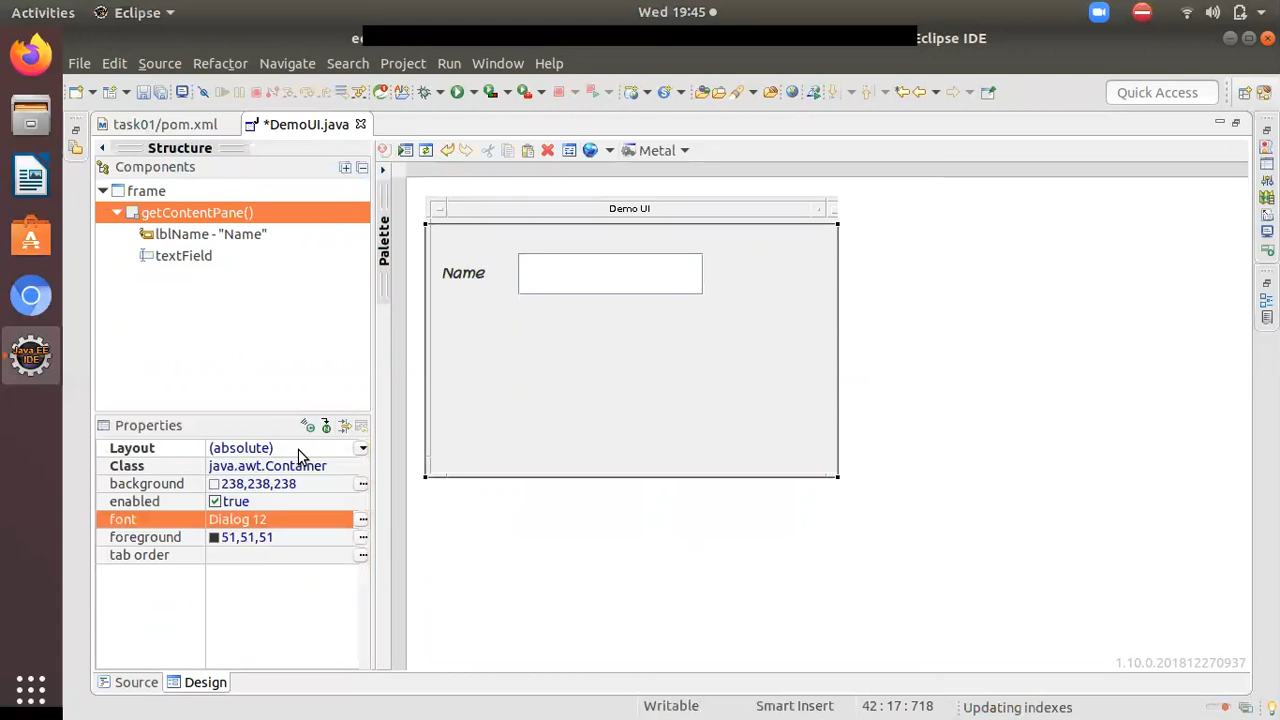 Activities Eclipse Wed 19:45
Eclipse IDE
File Edit Source Refactor Navigate Search Project Run Window Help
Quick Access
task01/pom.xml *DemoUI.java
Structure
Metal
Components
frame
getContentPane()
lblName - "Name"
textField
Palette
Demo UI
Name
Properties
Layout (absolute)
Class java.awt.Container
background 238,238,238
enabled true
font Dialog 12
foreground 51,51,51
tab order
Java EE
IDE
1.10.0.201812270937
Source Design
Writable Smart Insert 42 : 17 : 718 Updating indexes